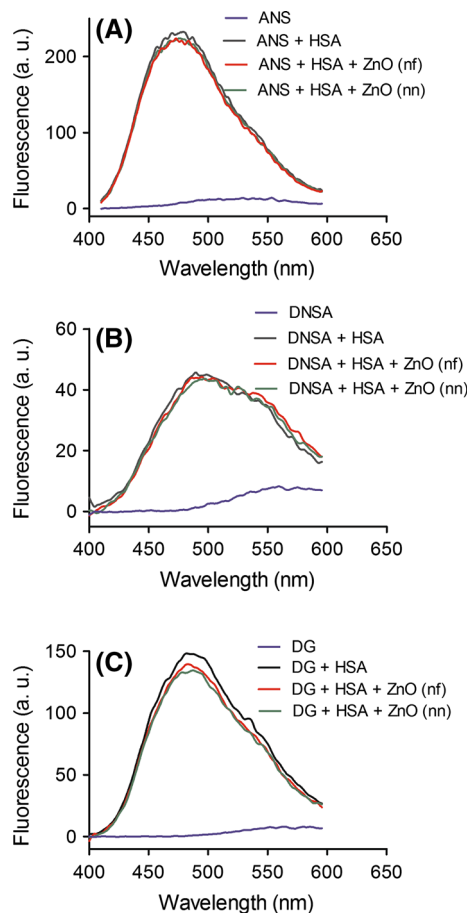 (A)
ANS
ANS + HSA
ANS + HSA + ZnO (nf)
ANS + HSA + ZnO (nn)
Fluorescence (a. u.)
200
100
0
400 450 500 550 600 650
Wavelength (nm)
(B)
DNSA
DNSA + HSA
DNSA + HSA + ZnO (nf)
DNSA + HSA + ZnO (nn)
Fluorescence (a. u.)
60
40
20
0
400 450 500 550 600 650
Wavelength (nm)
(C)
DG
DG + HSA
DG + HSA + ZnO (nf)
DG + HSA + ZnO (nn)
Fluorescence (a. u.)
150
100
50
0
400 450 500 550 600 650
Wavelength (nm)